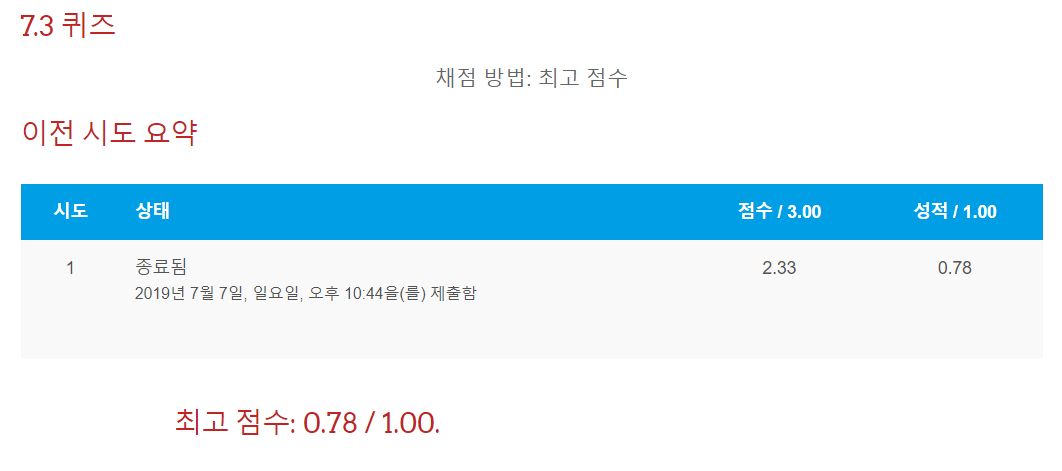 7.3 퀴즈
채점 방법: 최고 점수
이전 시도 요약
시도 상태 점수 / 3.00 성적 / 1.00
1 종료됨 2.33 0.78
2019년 7월 7일, 일요일, 오후 10:44을(를) 제출함
최고 점수: 0.78 / 1.00.